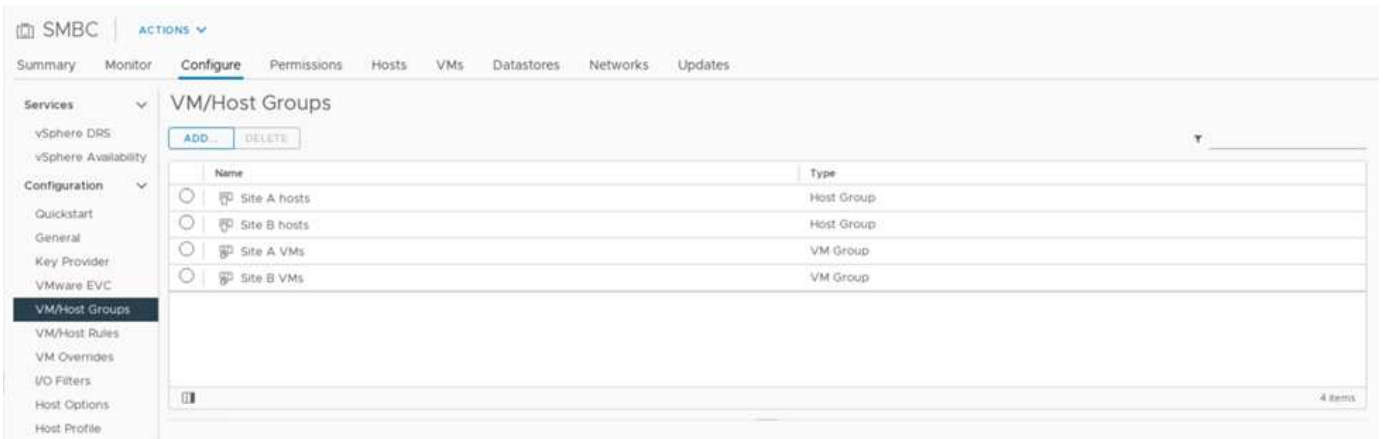 SMBC ACTIONS
Summary Monitor Configure Permissions Hosts VMs Datastores Networks Updates
Services
vSphere DRS
vSphere Availability
Configuration
Quickstart
General
Key Provider
VMware EVC
VM/Host Groups
VM/Host Rules
VM Overrides
I/O Filters
Host Options
Host Profile
VM/Host Groups
ADD... DELETE
Name Type
Site A hosts Host Group
Site B hosts Host Group
Site A VMs VM Group
Site B VMs VM Group
4 items